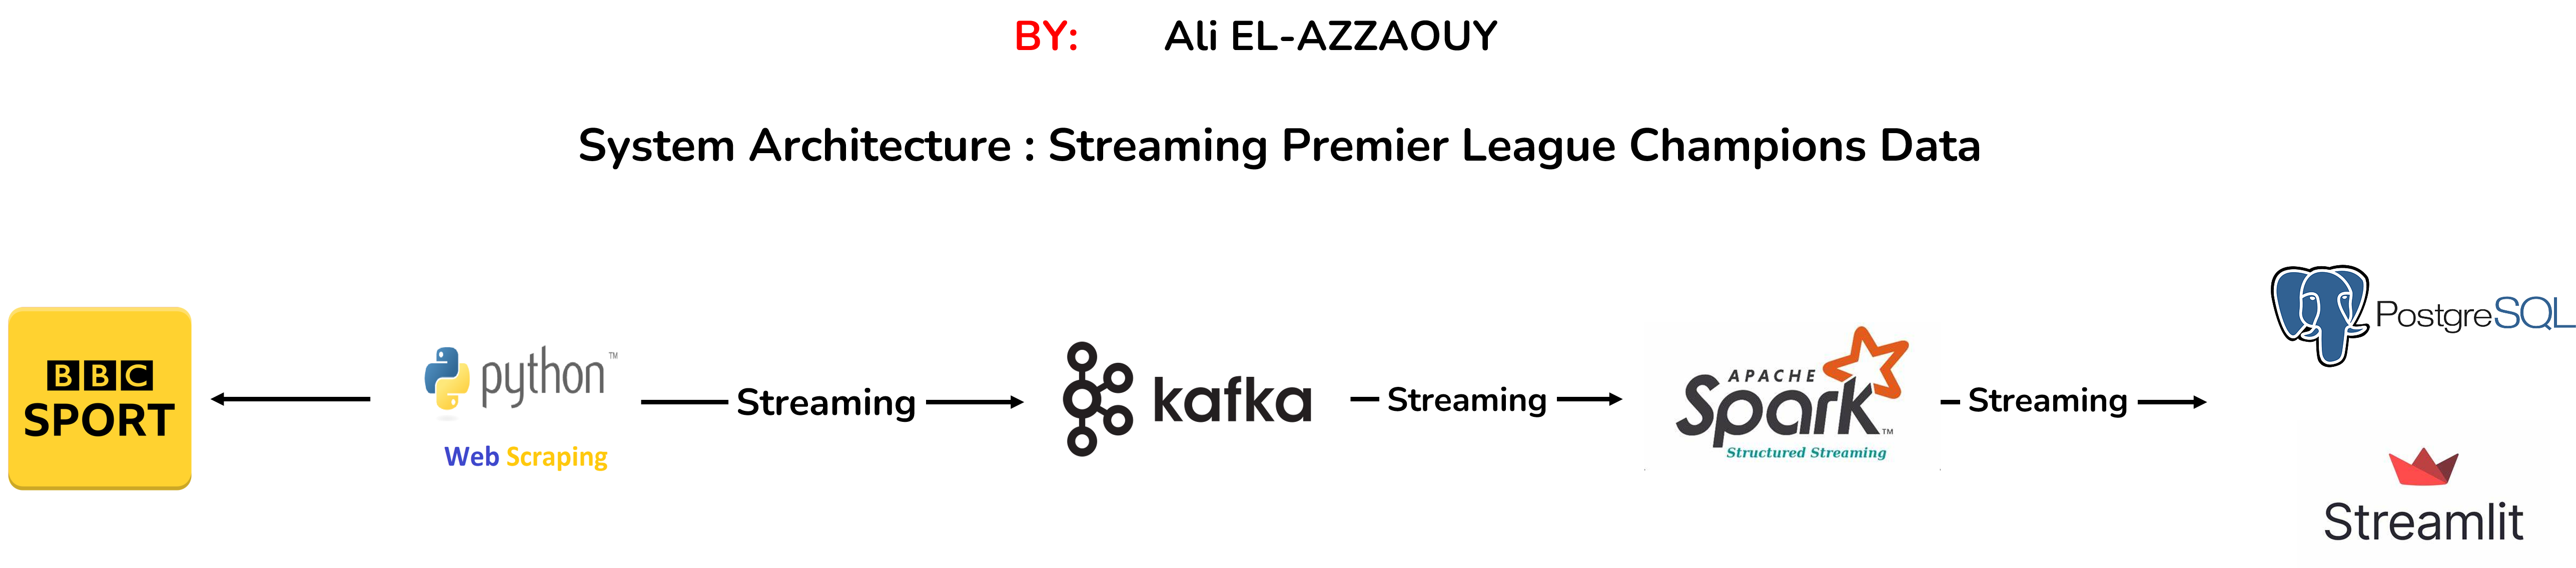 BY: Ali EL-AZZAOUY
System Architecture : Streaming Premier League Champions Data
BBC
SPORT
python™
Web Scraping
Streaming
kafka
Streaming
APACHE
Spark™
Structured Streaming
Streaming
PostgreSQL
Streamlit